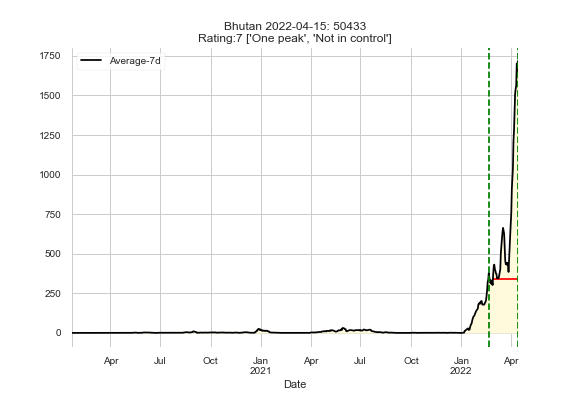 Bhutan 2022-04-15: 50433
Rating:7 ['One peak', 'Not in control']
Average-7d
1750
1500
1250
1000
750
500
250
0
Apr Jul Oct Jan Apr Jul Oct Jan Apr
2021 2022
Date